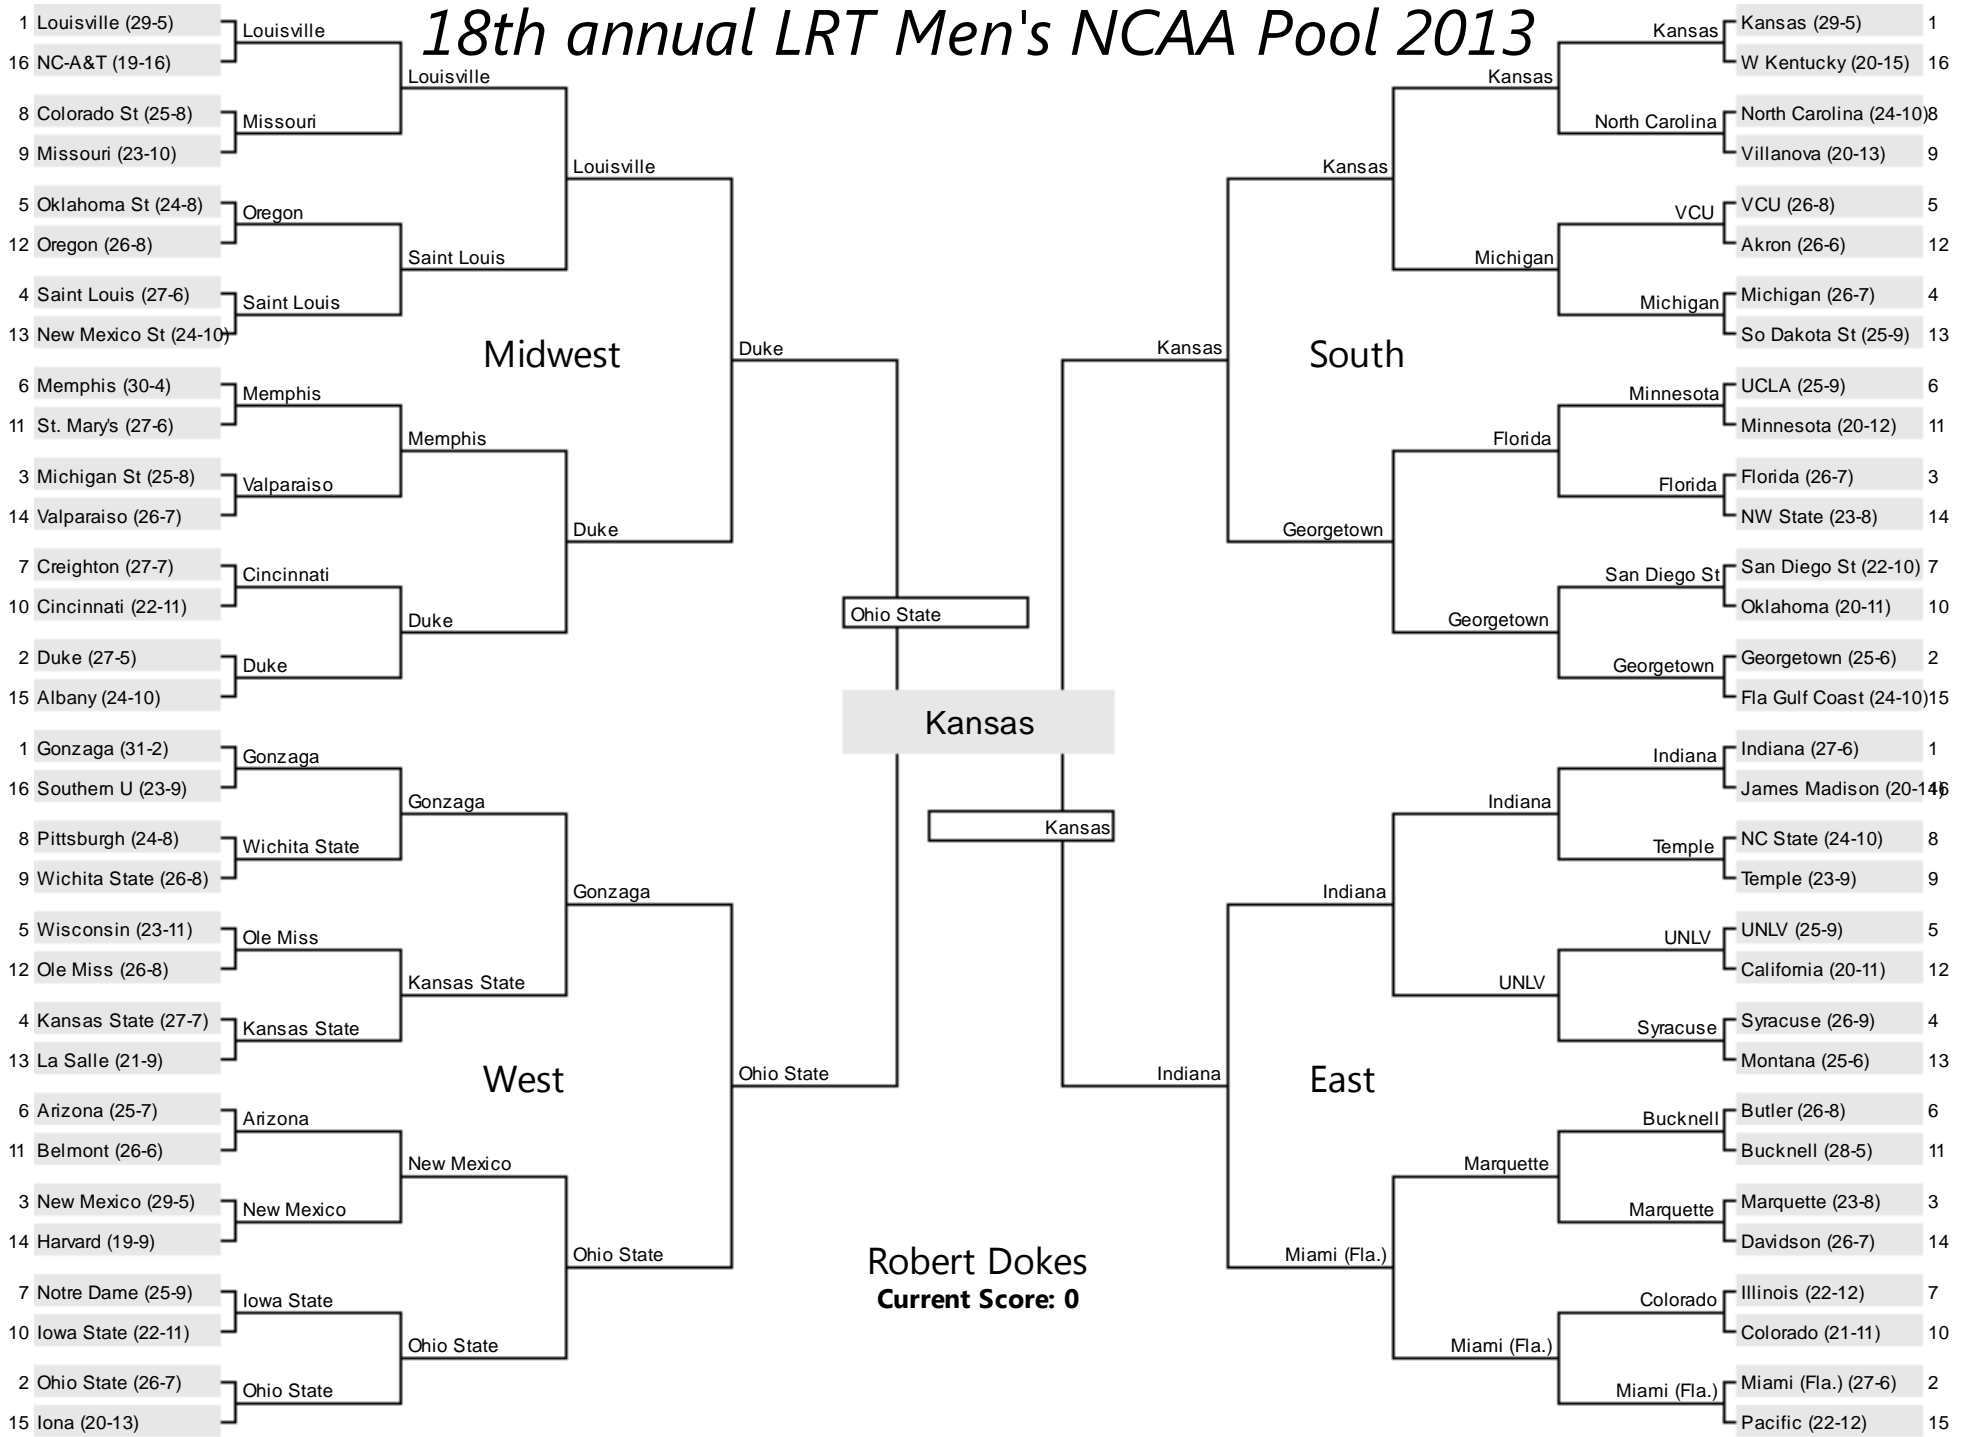 18th annual LRT Men's NCAA Pool 2013
1 Louisville (29-5)
16 NC-A&T (19-16)
8 Colorado St (25-8)
9 Missouri (23-10)
5 Oklahoma St (24-8)
12 Oregon (26-8)
4 Saint Louis (27-6)
13 New Mexico St (24-10)
6 Memphis (30-4)
11 St. Mary's (27-6)
3 Michigan St (25-8)
14 Valparaiso (26-7)
7 Creighton (27-7)
10 Cincinnati (22-11)
2 Duke (27-5)
15 Albany (24-10)
Louisville
Missouri
Oregon
Saint Louis
Memphis
Valparaiso
Cincinnati
Duke
Louisville
Saint Louis
Memphis
Duke
Louisville
Duke
Duke
Midwest
1 Gonzaga (31-2)
16 Southern U (23-9)
8 Pittsburgh (24-8)
9 Wichita State (26-8)
5 Wisconsin (23-11)
12 Ole Miss (26-8)
4 Kansas State (27-7)
13 La Salle (21-9)
6 Arizona (25-7)
11 Belmont (26-6)
3 New Mexico (29-5)
14 Harvard (19-9)
7 Notre Dame (25-9)
10 Iowa State (22-11)
2 Ohio State (26-7)
15 Iona (20-13)
Gonzaga
Wichita State
Ole Miss
Kansas State
Arizona
New Mexico
Iowa State
Ohio State
Gonzaga
Kansas State
New Mexico
Ohio State
Gonzaga
Ohio State
Ohio State
West
Ohio State
Kansas
Kansas
Robert Dokes
Current Score: 0
Kansas (29-5) 1
W Kentucky (20-15) 16
North Carolina (24-10) 8
Villanova (20-13) 9
VCU (26-8) 5
Akron (26-6) 12
Michigan (26-7) 4
So Dakota St (25-9) 13
UCLA (25-9) 6
Minnesota (20-12) 11
Florida (26-7) 3
NW State (23-8) 14
San Diego St (22-10) 7
Oklahoma (20-11) 10
Georgetown (25-6) 2
Fla Gulf Coast (24-10) 15
Kansas
North Carolina
VCU
Michigan
Minnesota
Florida
San Diego St
Georgetown
Kansas
Michigan
Florida
Georgetown
Kansas
Georgetown
Kansas
South
Indiana (27-6) 1
James Madison (20-14) 16
NC State (24-10) 8
Temple (23-9) 9
UNLV (25-9) 5
California (20-11) 12
Syracuse (26-9) 4
Montana (25-6) 13
Butler (26-8) 6
Bucknell (28-5) 11
Marquette (23-8) 3
Davidson (26-7) 14
Illinois (22-12) 7
Colorado (21-11) 10
Miami (Fla.) (27-6) 2
Pacific (22-12) 15
Indiana
Temple
UNLV
Syracuse
Bucknell
Marquette
Colorado
Miami (Fla.)
Indiana
UNLV
Marquette
Miami (Fla.)
Indiana
Miami (Fla.)
Indiana
East